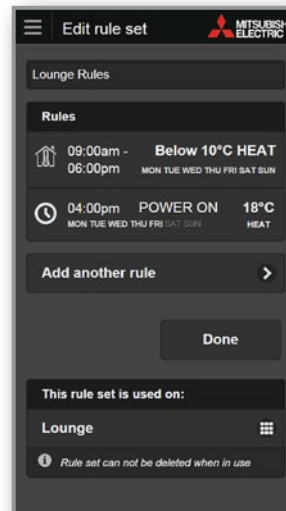 Edit rule set
MITSUBISHI
ELECTRIC
Lounge Rules
Rules
09:00am - Below 10°C HEAT
06:00pm MON TUE WED THU FRI SAT SUN
04:00pm POWER ON 18°C
MON TUE WED THU FRI SAT SUN HEAT
Add another rule
Done
This rule set is used on:
Lounge
Rule set can not be deleted when in use